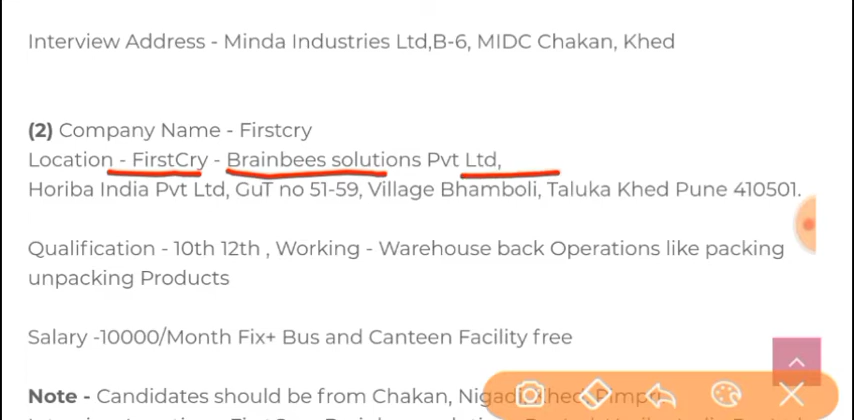 Interview Address - Minda Industries Ltd,B-6, MIDC Chakan, Khed
(2) Company Name - Firstcry
Location - FirstCry - Brainbees solutions Pvt Ltd,
Horiba India Pvt Ltd, GuT no 51-59, Village Bhamboli, Taluka Khed Pune 410501.
Qualification - 10th 12th , Working - Warehouse back Operations like packing
unpacking Products
Salary -10000/Month Fix+ Bus and Canteen Facility free
Note - Candidates should be from Chakan,